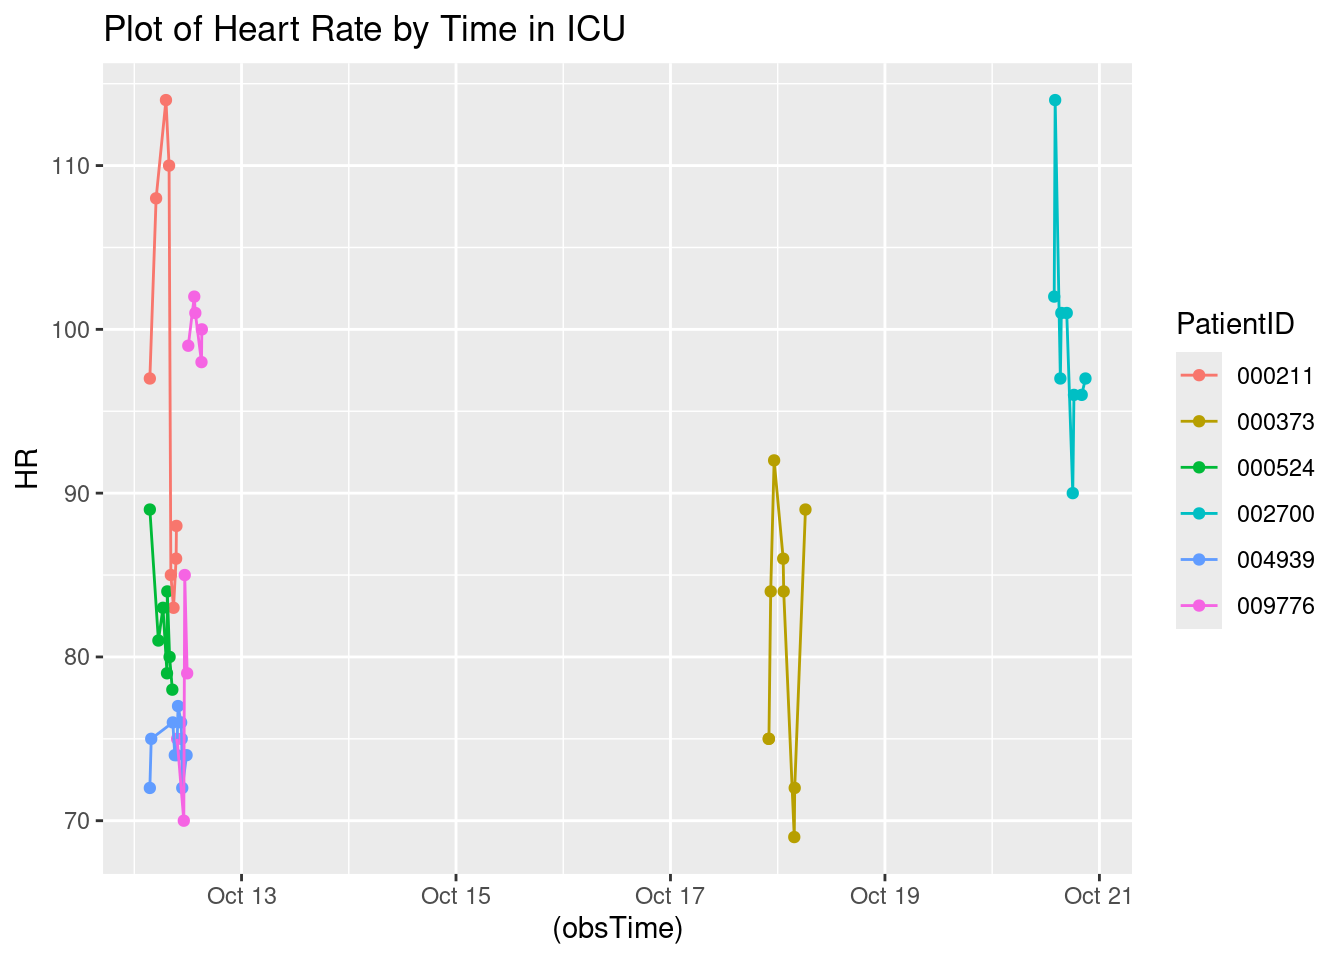 Plot of Heart Rate by Time in ICU
110
100
90
80
70
HR
Oct 13
Oct 15
Oct 17
Oct 19
Oct 21
(obsTime)
PatientID
000211
000373
000524
002700
004939
009776